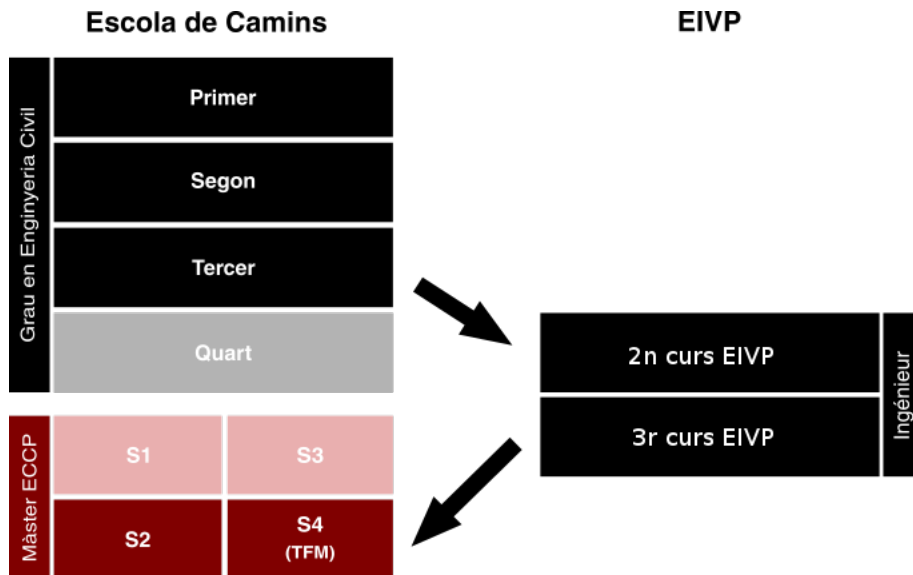 Escola de Camins
EIVP
Grau en Enginyeria Civil
Primer
Segon
Tercer
Quart
2n curs EIVP
3r curs EIVP
Ingénieur
Màster ECCP
S1
S3
S2
S4
(TFM)